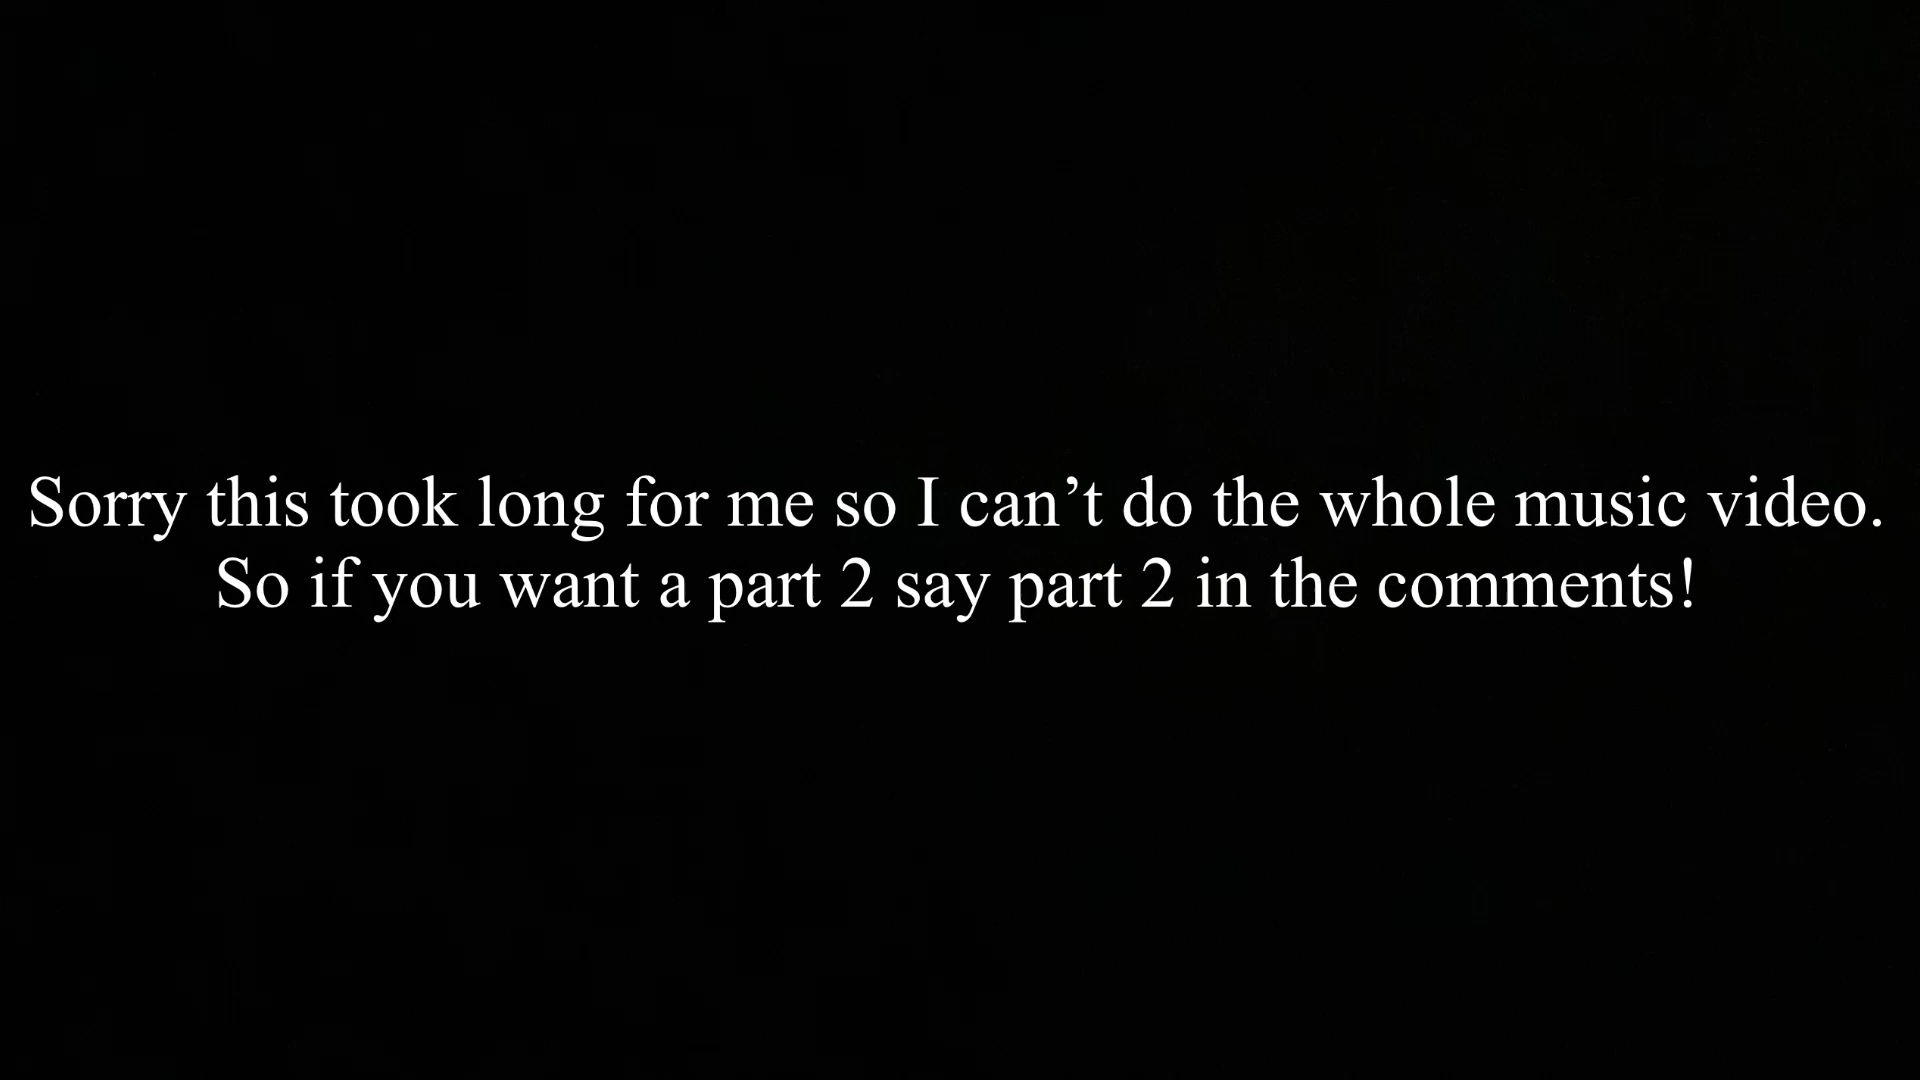 Sorry this took long for me so I can’t do the whole music video.
So if you want a part 2 say part 2 in the comments!